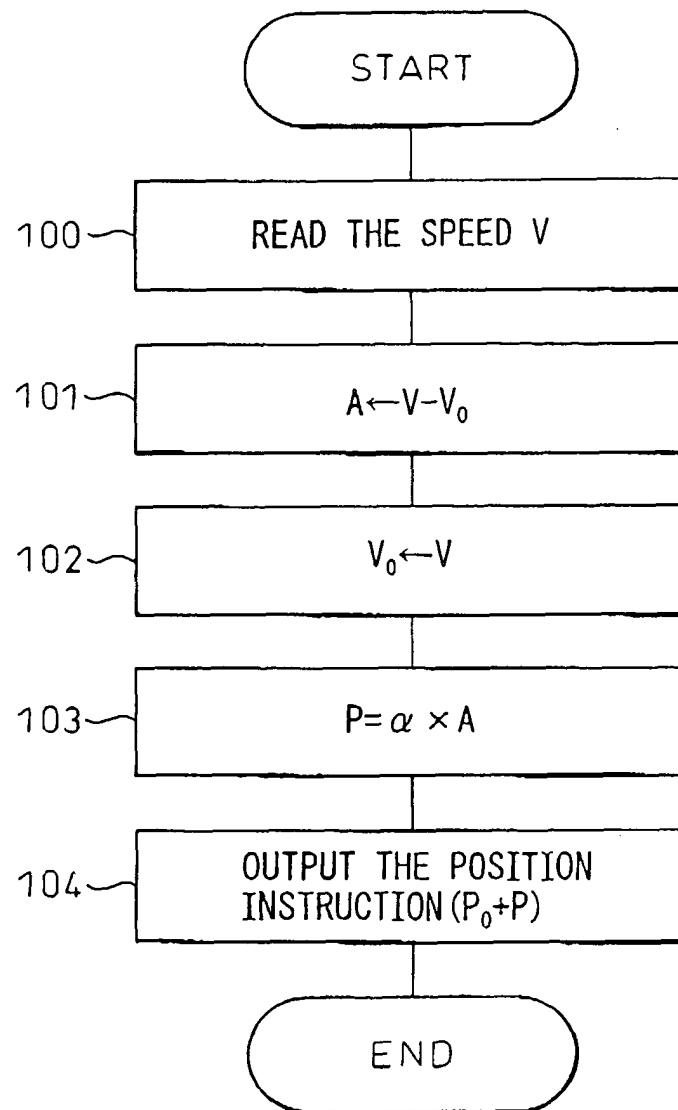 START
100
READ THE SPEED V
101
A←V-V₀
102
V₀←V
103
P=α×A
104
OUTPUT THE POSITION
INSTRUCTION(P₀+P)
END